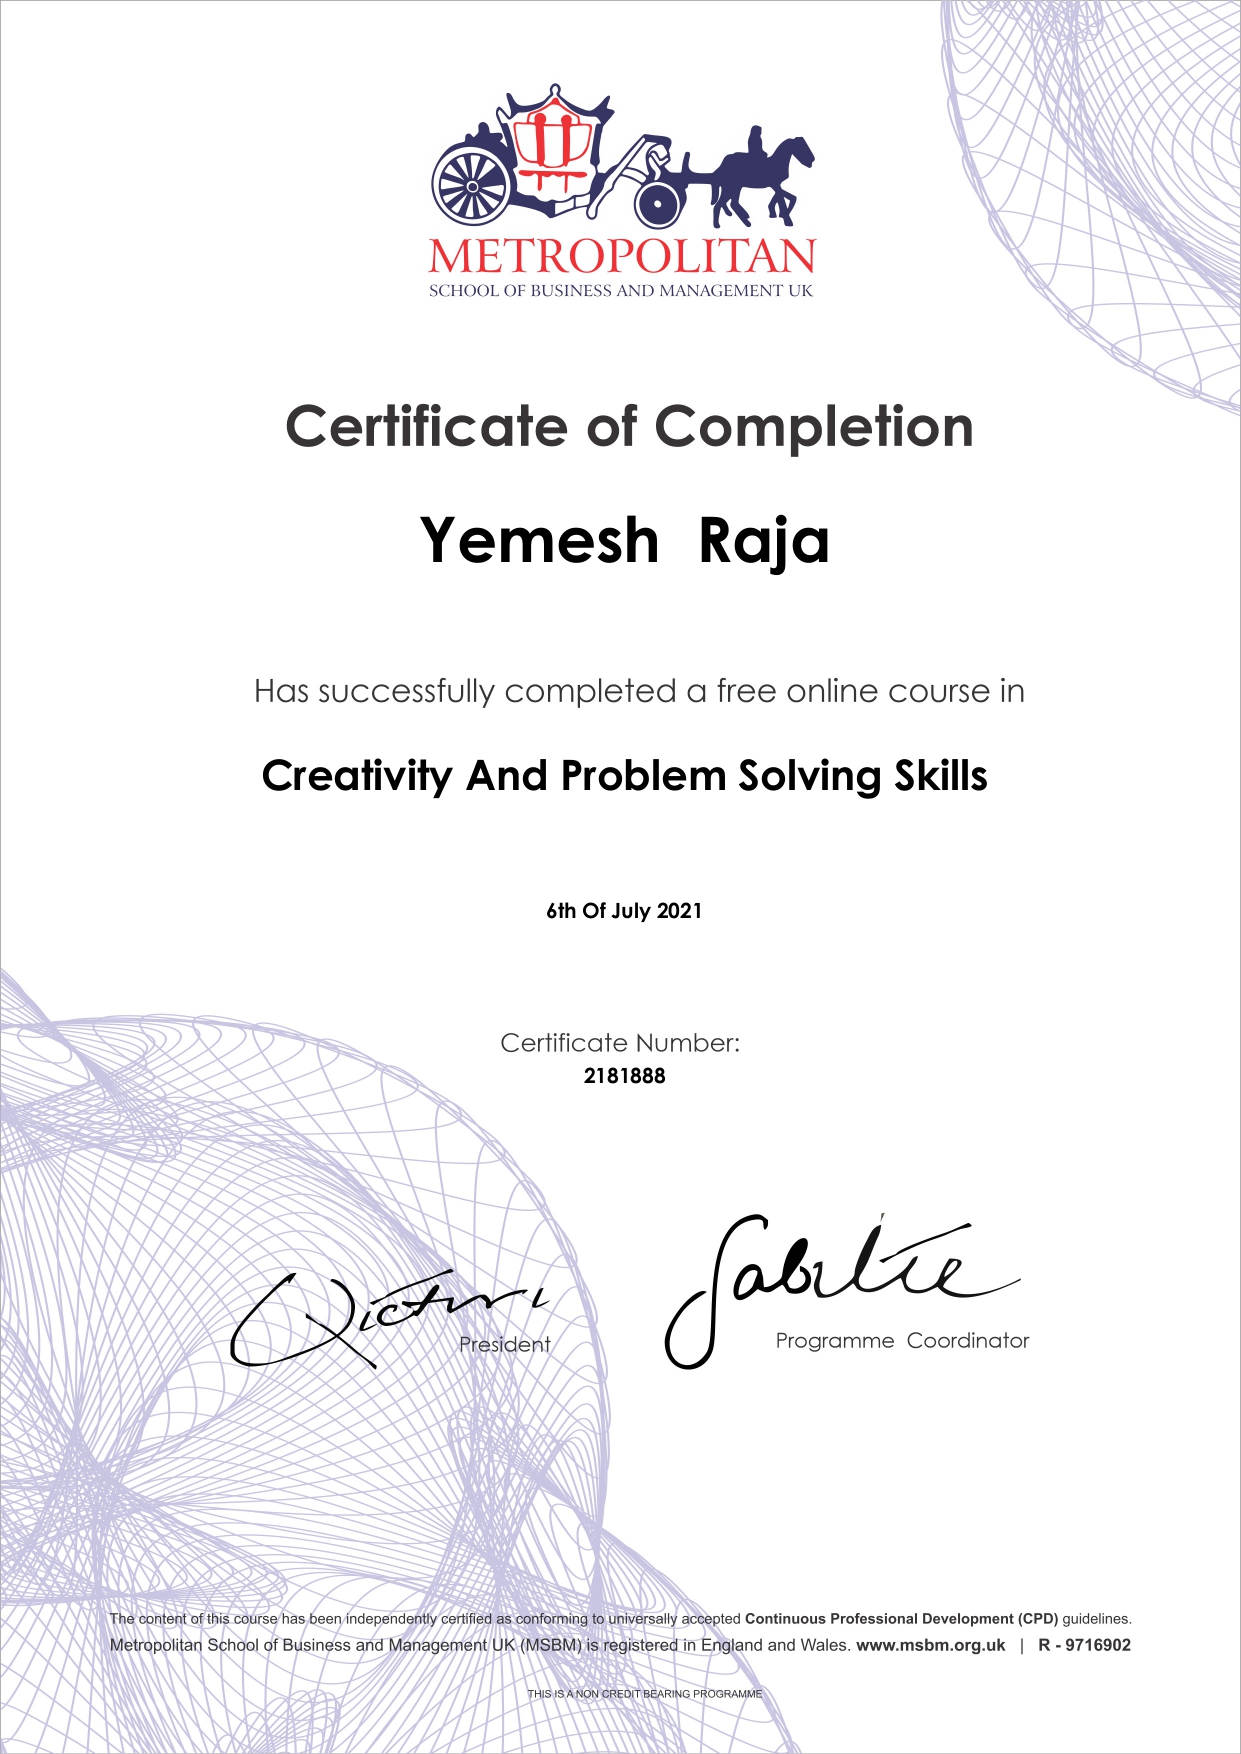 METROPOLITAN
SCHOOL OF BUSINESS AND MANAGEMENT UK
Certificate of Completion
Yemesh Raja
Has successfully completed a free online course in
Creativity And Problem Solving Skills
6th Of July 2021
Certificate Number:
2181888
President
Programme Coordinator
The content of this course has been independently certified as conforming to universally accepted Continuous Professional Development (CPD) guidelines.
Metropolitan School of Business and Management UK (MSBM) is registered in England and Wales. www.msbm.org.uk | R - 9716902
THIS IS A NON CREDIT BEARING PROGRAMME